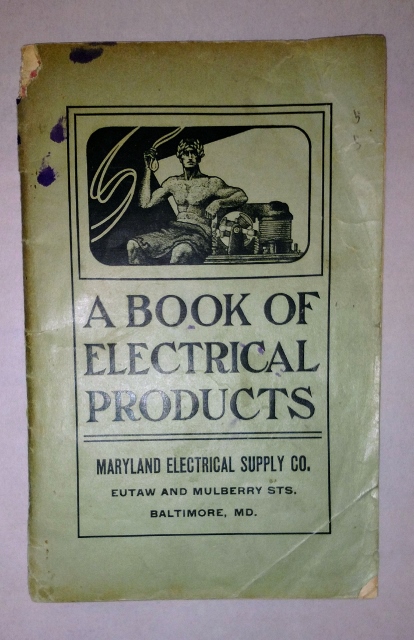 A BOOK OF
ELECTRICAL
PRODUCTS
MARYLAND ELECTRICAL SUPPLY CO.
EUTAW AND MULBERRY STS.
BALTIMORE, MD.